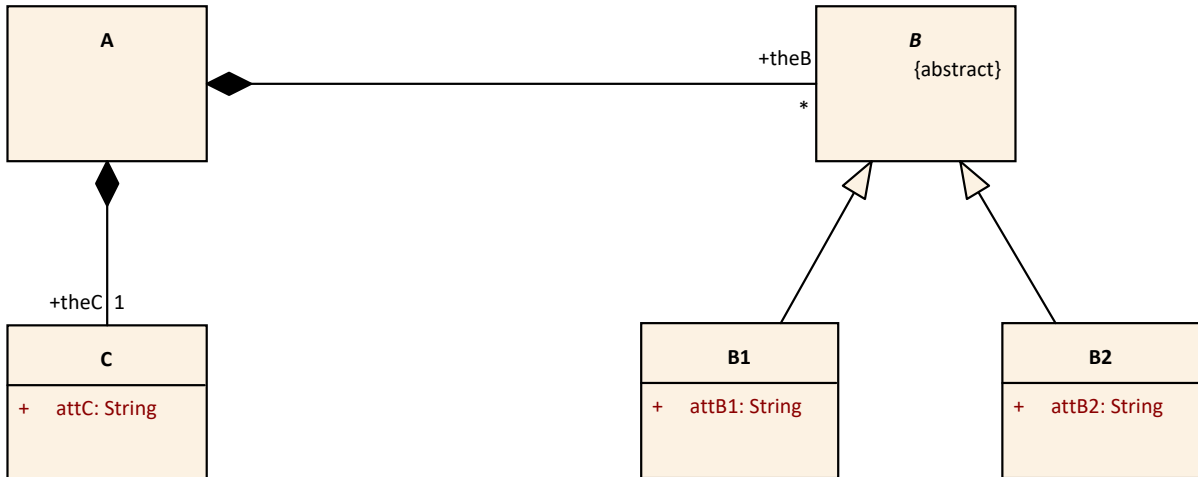 A
B
{abstract}
+theB
*
+theC 1
C
+ attC: String
B1
+ attB1: String
B2
+ attB2: String